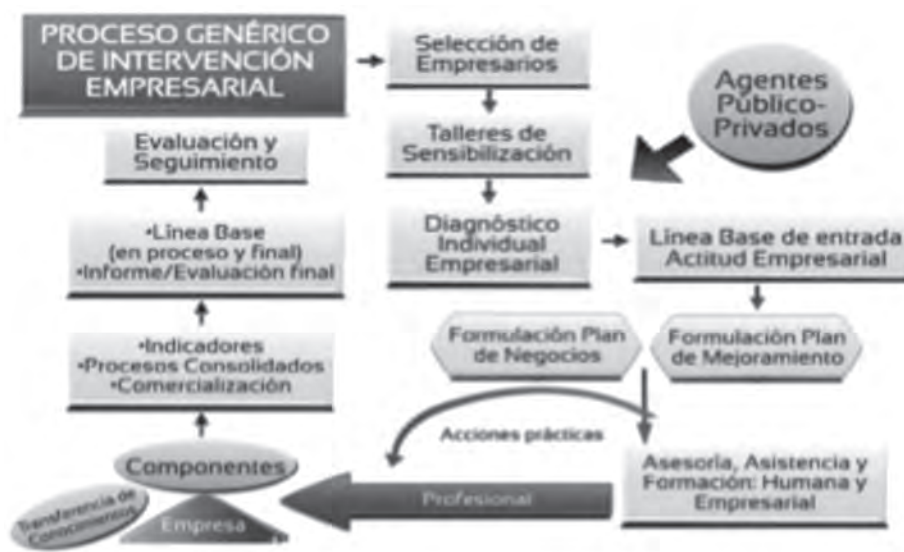 PROCESO GENÉRICO
DE INTERVENCIÓN
EMPRESARIAL
Selección de
Empresarios
Agentes
Público-
Privados
Talleres de
Sensibilización
Evaluación y
Seguimiento
Diagnóstico
Individual
Empresarial
Línea Base de entrada
Actitud Empresarial
•Línea Base
(en proceso y final)
•Informe/Evaluación final
Formulación Plan
de Negocios
Formulación Plan
de Mejoramiento
•Indicadores
•Procesos Consolidados
•Comercialización
Acciones prácticas
Componentes
Asesoría, Asistencia y
Formación: Humana y
Empresarial
Profesional
Transferencia de
Conocimientos
Empresa